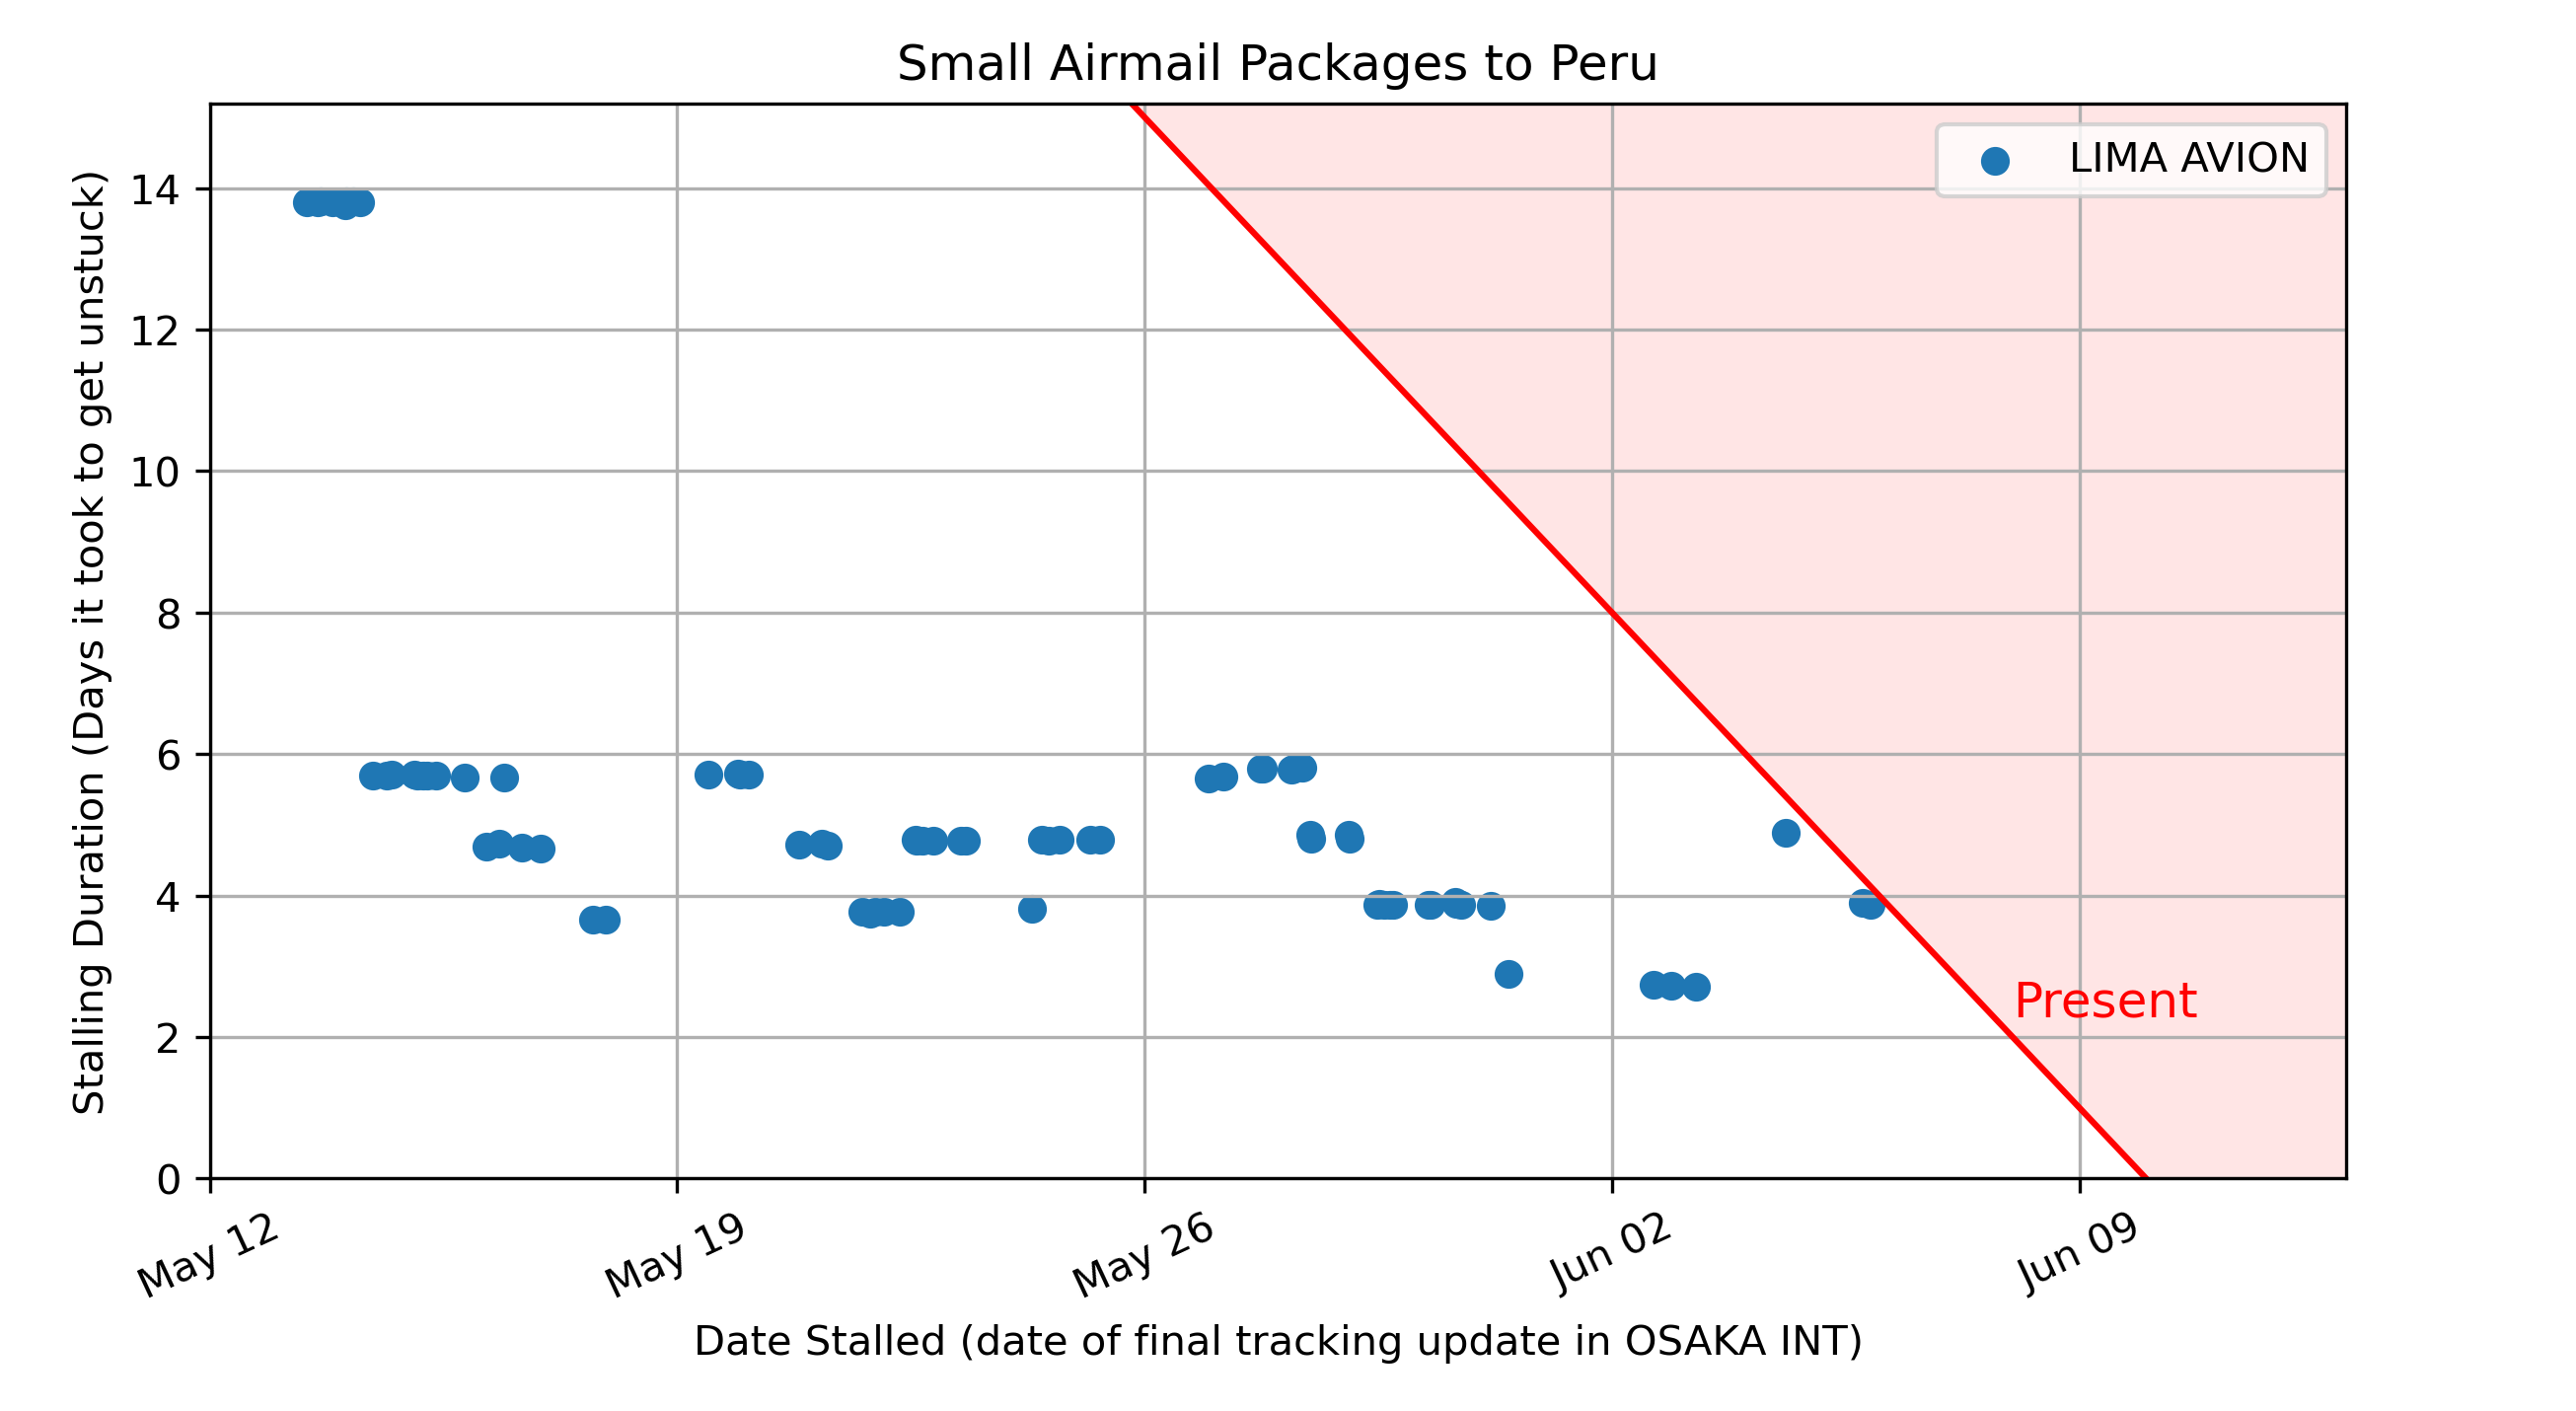 Small Airmail Packages to Peru
LIMA AVION
Stalling Duration (Days it took to get unstuck)
14
12
10
8
6
4
2
0
Present
May 12
May 19
May 26
Jun 02
Jun 09
Date Stalled (date of final tracking update in OSAKA INT)